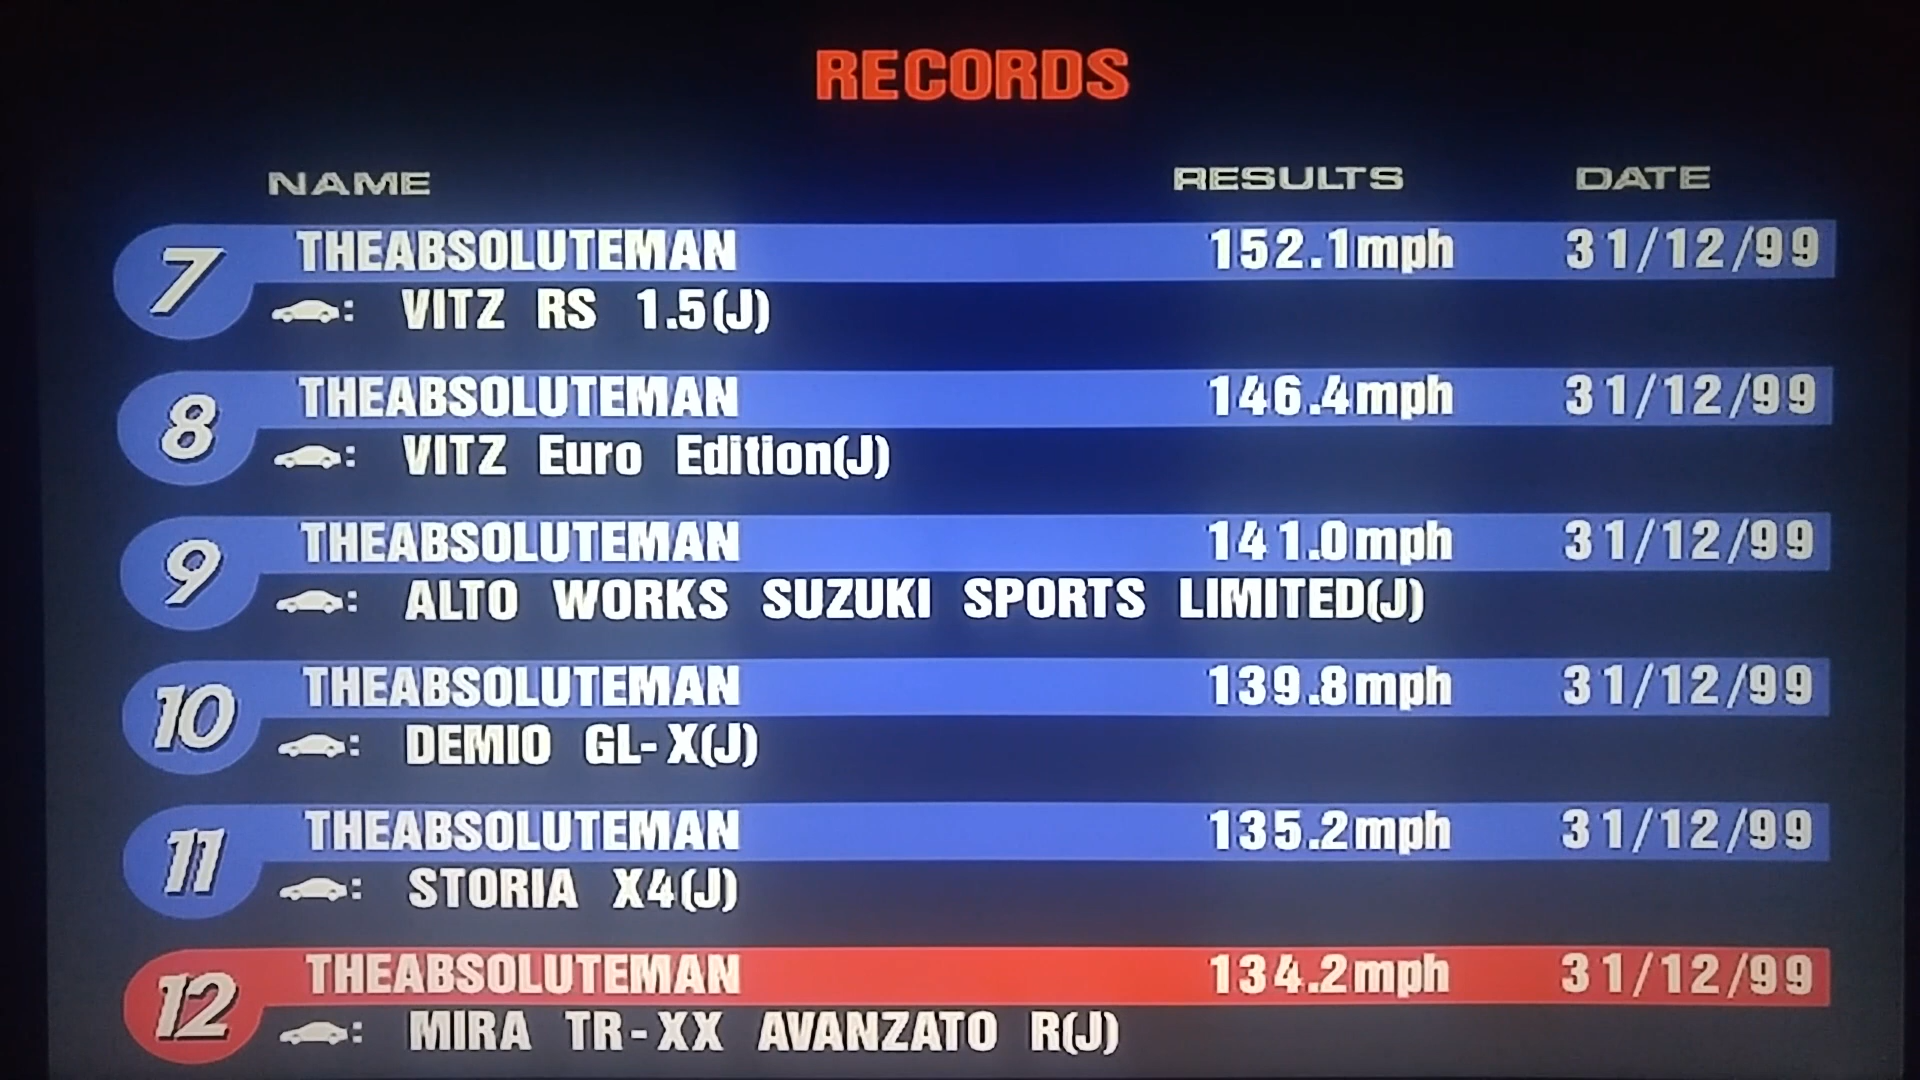 RECORDS
NAME RESULTS DATE
7 THEABSOLUTEMAN 152.1mph 31/12/99
: VITZ RS 1.5(J)
8 THEABSOLUTEMAN 146.4mph 31/12/99
: VITZ Euro Edition(J)
9 THEABSOLUTEMAN 141.0mph 31/12/99
: ALTO WORKS SUZUKI SPORTS LIMITED(J)
10 THEABSOLUTEMAN 139.8mph 31/12/99
: DEMIO GL-X(J)
11 THEABSOLUTEMAN 135.2mph 31/12/99
: STORIA X4(J)
12 THEABSOLUTEMAN 134.2mph 31/12/99
: MIRA TR-XX AVANZATO R(J)